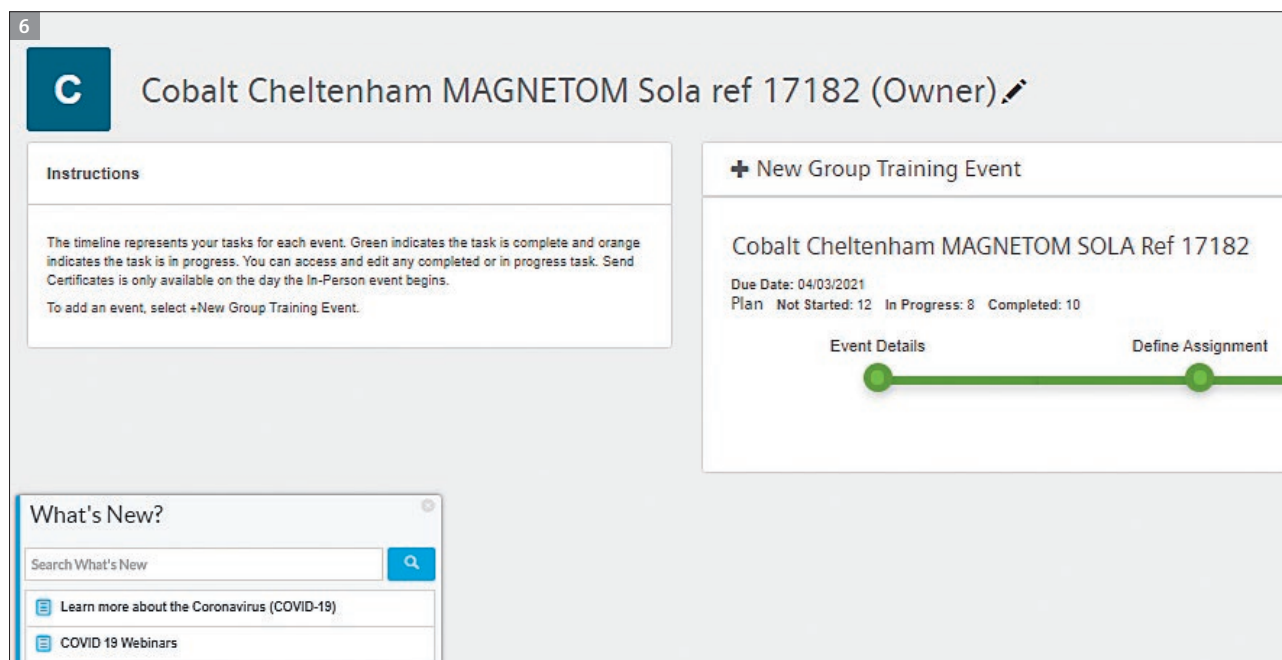 6
C
Cobalt Cheltenham MAGNETOM Sola ref 17182 (Owner)
Instructions
The timeline represents your tasks for each event. Green indicates the task is complete and orange
indicates the task is in progress. You can access and edit any completed or in progress task. Send
Certificates is only available on the day the In-Person event begins.
To add an event, select +New Group Training Event.
+ New Group Training Event
Cobalt Cheltenham MAGNETOM SOLA Ref 17182
Due Date: 04/03/2021
Plan Not Started: 12 In Progress: 8 Completed: 10
Event Details Define Assignment
What's New?
Search What's New
Learn more about the Coronavirus (COVID-19)
COVID 19 Webinars